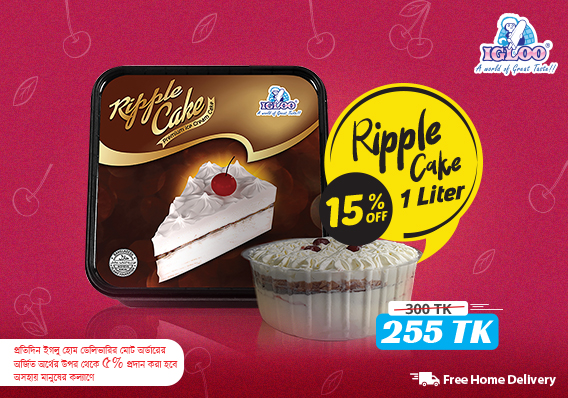 IGLOO
A world of Great Taste!!
Ripple
Cake
Premium Ice Cream Cake
IGLOO
A world of Great Taste!!
Ripple
Cake
1 Liter
15% OFF
300 TK
255 TK
প্রতিদিন ইগলু হোম ডেলিভারির মোট অর্ডারের
অর্জিত অর্থের উপর থেকে ৫% প্রদান করা হবে
অসহায় মানুষের কল্যাণে
Free Home Delivery